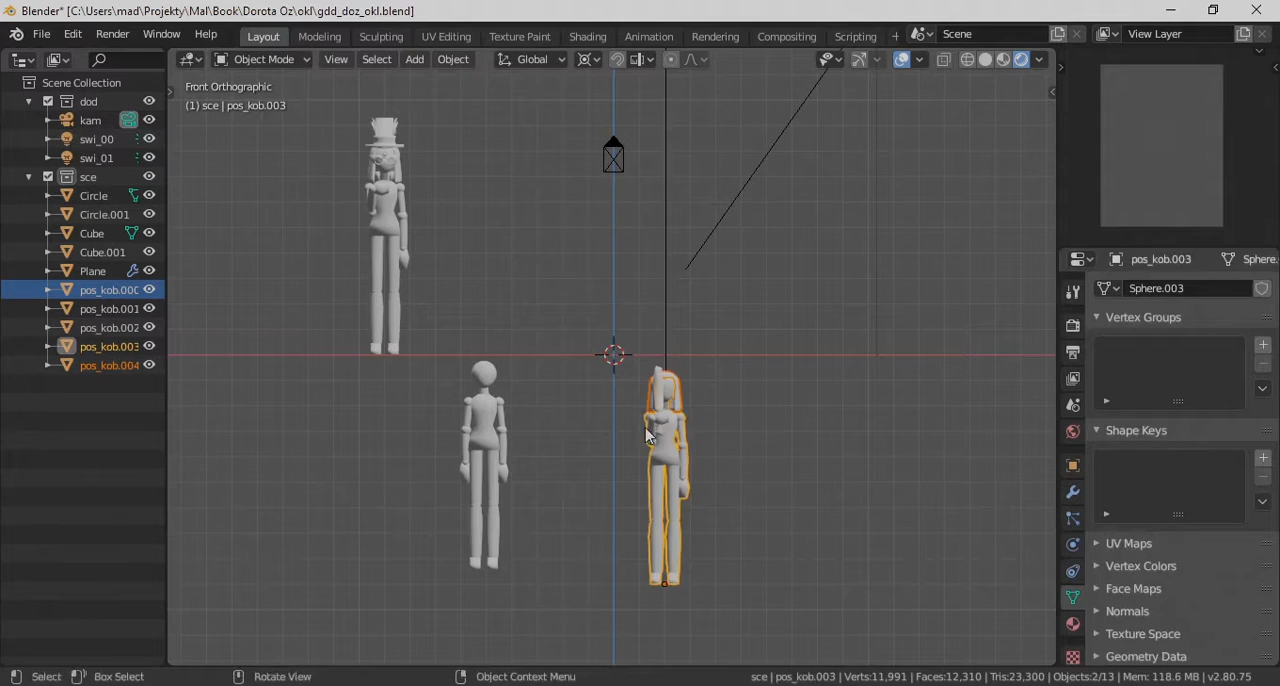 Blender* [C:\Users\mad\Projekty\Mal\Book\Dorota Oz\okl\gdd_doz_okl.blend]
File Edit Render Window Help Layout Modeling Sculpting UV Editing Texture Paint Shading Animation Rendering Compositing Scripting + Scene View Layer
Object Mode View Select Add Object Global
Scene Collection
dod
kam
swi_00
swi_01
sce
Circle
Circle.001
Cube
Cube.001
Plane
pos_kob.000
pos_kob.001
pos_kob.002
pos_kob.003
pos_kob.004
Front Orthographic
(1) sce | pos_kob.003
pos_kob.003 Sphere.
Sphere.003
Vertex Groups
Shape Keys
UV Maps
Vertex Colors
Face Maps
Normals
Texture Space
Geometry Data
Select Box Select Rotate View Object Context Menu sce | pos_kob.003 | Verts:11,991 | Faces:12,310 | Tris:23,300 | Objects:2/13 | Mem: 118.6 MB | v2.80.75